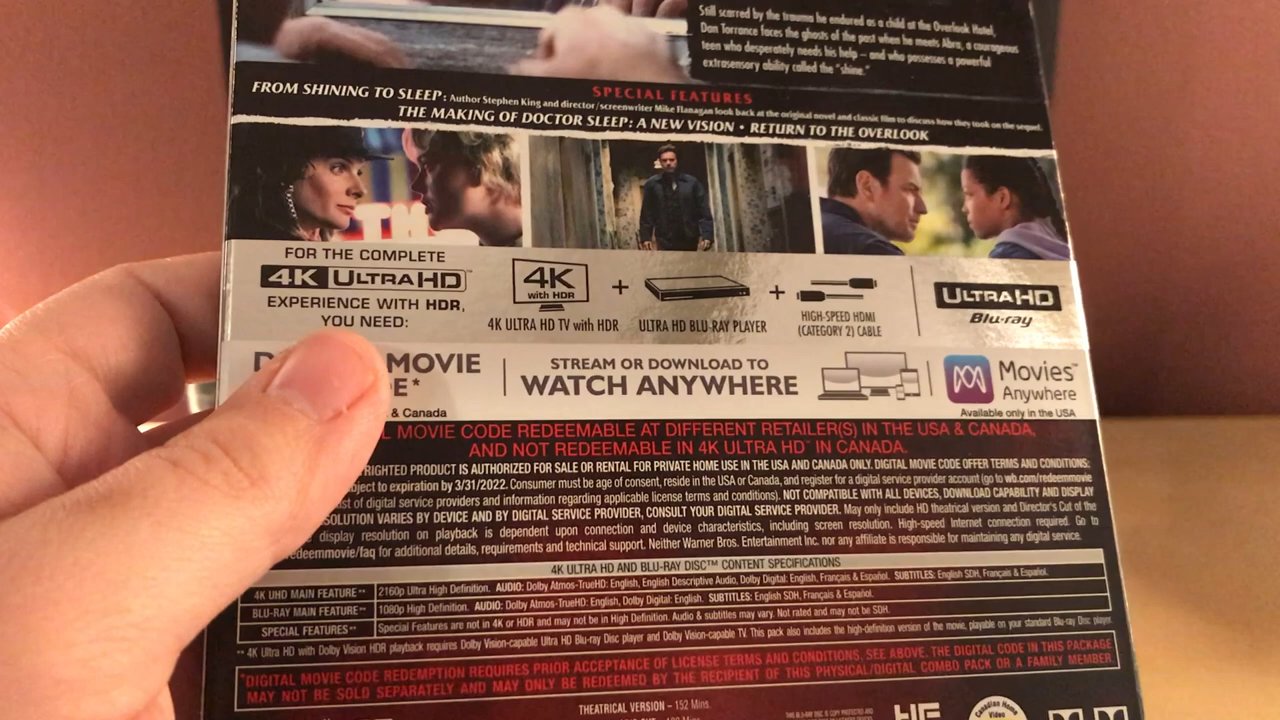 Still scarred by the trauma he endured as a child at the Overlook Hotel,
Dan Torrance faces the ghosts of the past when he meets Abra, a courageous
teen who desperately needs his help – and who possesses a powerful
extrasensory ability called the "shine."
SPECIAL FEATURES
FROM SHINING TO SLEEP: Author Stephen King and director/screenwriter Mike Flanagan look back at the original novel and classic film to discuss how they took on the sequel.
THE MAKING OF DOCTOR SLEEP: A NEW VISION • RETURN TO THE OVERLOOK
FOR THE COMPLETE
4K ULTRA HD™
EXPERIENCE WITH HDR,
YOU NEED:
4K with HDR
4K ULTRA HD TV with HDR
+
ULTRA HD BLU-RAY PLAYER
+
HIGH-SPEED HDMI
(CATEGORY 2) CABLE
ULTRA HD
Blu-ray
MOVIE
*
& Canada
STREAM OR DOWNLOAD TO
WATCH ANYWHERE
Movies™
Anywhere
Available only in the USA
MOVIE CODE REDEEMABLE AT DIFFERENT RETAILER(S) IN THE USA & CANADA,
AND NOT REDEEMABLE IN 4K ULTRA HD™ IN CANADA.
PRODUCT IS AUTHORIZED FOR SALE OR RENTAL FOR PRIVATE HOME USE IN THE USA AND CANADA ONLY. DIGITAL MOVIE CODE OFFER TERMS AND CONDITIONS:
to expiration by 3/31/2022. Consumer must be age of consent, reside in the USA or Canada, and register for a digital service provider account (go to wb.com/redeemmovie
of digital service providers and information regarding applicable license terms and conditions). NOT COMPATIBLE WITH ALL DEVICES, DOWNLOAD CAPABILITY AND DISPLAY
VARIES BY DEVICE AND BY DIGITAL SERVICE PROVIDER, CONSULT YOUR DIGITAL SERVICE PROVIDER. May only include HD theatrical version and Director's Cut of the
display resolution on playback is dependent upon connection and device characteristics, including screen resolution. High-speed Internet connection required. Go to
for additional details, requirements and technical support. Neither Warner Bros. Entertainment Inc. nor any affiliate is responsible for maintaining any digital service.
4K ULTRA HD AND BLU-RAY DISC™ CONTENT SPECIFICATIONS
4K UHD MAIN FEATURE** 2160p Ultra High Definition. AUDIO: Dolby Atmos-TrueHD: English, English Descriptive Audio, Dolby Digital: English, Français & Español. SUBTITLES: English SDH, Français & Español.
BLU-RAY MAIN FEATURE** 1080p High Definition. AUDIO: Dolby Atmos-TrueHD: English, Dolby Digital: English. SUBTITLES: English SDH, Français & Español.
SPECIAL FEATURES** Special Features are not in 4K or HDR and may not be in High Definition. Audio & subtitles may vary. Not rated and may not be SDH.
** 4K Ultra HD with Dolby Vision HDR playback requires Dolby Vision-capable Ultra HD Blu-ray Disc player and Dolby Vision-capable TV. This pack also includes the high-definition version of the movie, playable on your standard Blu-ray Disc player.
*DIGITAL MOVIE CODE REDEMPTION REQUIRES PRIOR ACCEPTANCE OF LICENSE TERMS AND CONDITIONS, SEE ABOVE. THE DIGITAL CODE IN THIS PACKAGE
MAY NOT BE SOLD SEPARATELY AND MAY ONLY BE REDEEMED BY THE RECIPIENT OF THIS PHYSICAL/DIGITAL COMBO PACK OR A FAMILY MEMBER.
THEATRICAL VERSION – 152 Mins.
THIS BLU-RAY DISC IS COPY PROTECTED AND
Canadian Home
Video